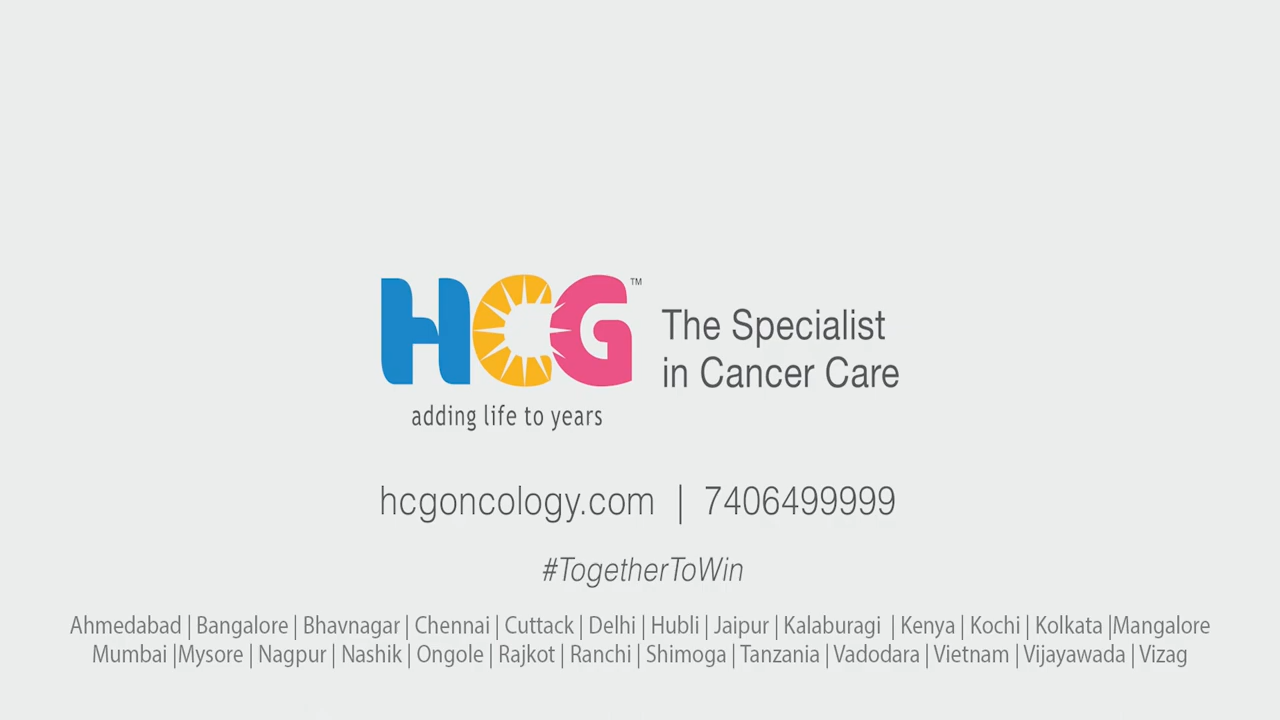 HCG™
The Specialist
in Cancer Care
adding life to years
hcgoncology.com | 7406499999
#TogetherToWin
Ahmedabad | Bangalore | Bhavnagar | Chennai | Cuttack | Delhi | Hubli | Jaipur | Kalaburagi | Kenya | Kochi | Kolkata |Mangalore
Mumbai |Mysore | Nagpur | Nashik | Ongole | Rajkot | Ranchi | Shimoga | Tanzania | Vadodara | Vietnam | Vijayawada | Vizag